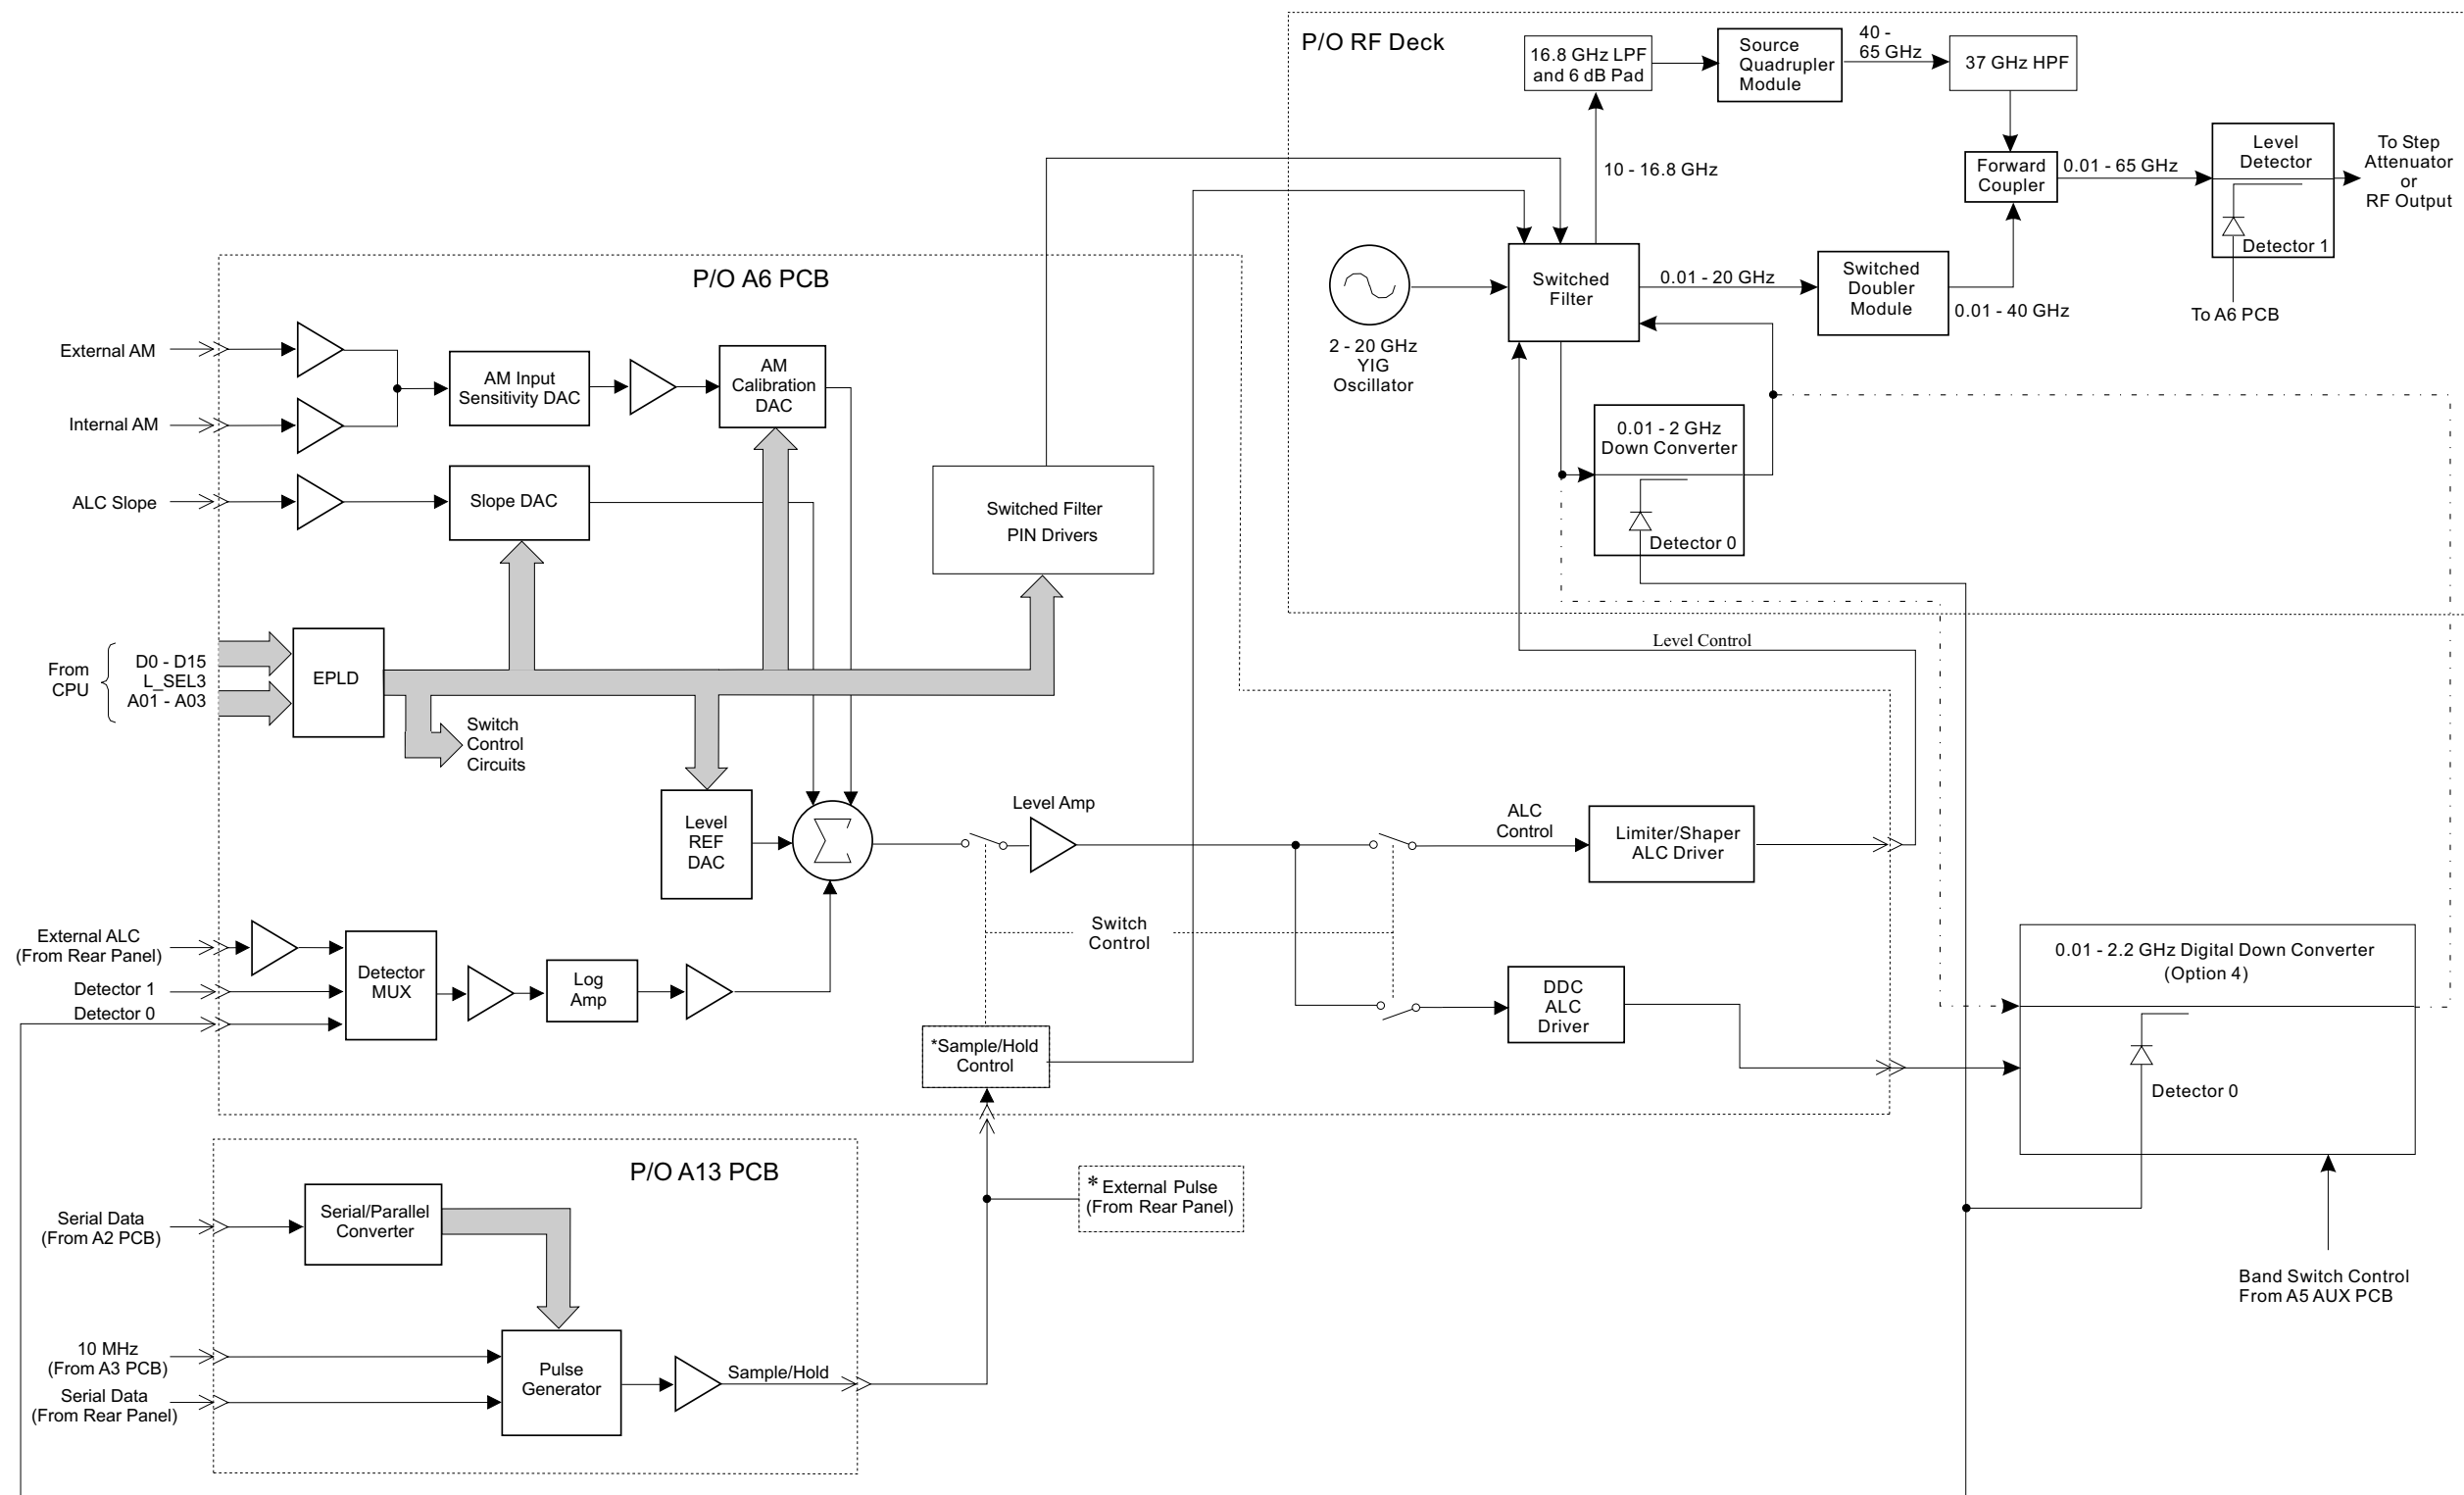 P/O RF Deck
16.8 GHz LPF
and 6 dB Pad
Source
Quadrupler
Module
40 -
65 GHz
37 GHz HPF
10 - 16.8 GHz
Forward
Coupler
0.01 - 65 GHz
Level
Detector
Detector 1
To Step
Attenuator
or
RF Output
To A6 PCB
2 - 20 GHz
YIG
Oscillator
Switched
Filter
0.01 - 20 GHz
Switched
Doubler
Module
0.01 - 40 GHz
0.01 - 2 GHz
Down Converter
Detector 0
Level Control
P/O A6 PCB
External AM
Internal AM
AM Input
Sensitivity DAC
AM
Calibration
DAC
ALC Slope
Slope DAC
Switched Filter
PIN Drivers
From
CPU
D0 - D15
L_SEL3
A01 - A03
EPLD
Switch
Control
Circuits
Level
REF
DAC
Level Amp
ALC
Control
Limiter/Shaper
ALC Driver
Switch
Control
External ALC
(From Rear Panel)
Detector 1
Detector 0
Detector
MUX
Log
Amp
*Sample/Hold
Control
DDC
ALC
Driver
0.01 - 2.2 GHz Digital Down Converter
(Option 4)
Detector 0
Band Switch Control
From A5 AUX PCB
P/O A13 PCB
* External Pulse
(From Rear Panel)
Serial Data
(From A2 PCB)
Serial/Parallel
Converter
10 MHz
(From A3 PCB)
Serial Data
(From Rear Panel)
Pulse
Generator
Sample/Hold